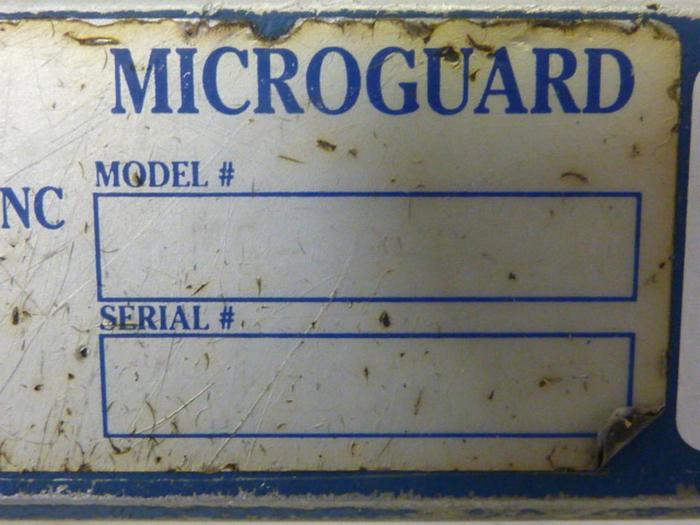 MICROGUARD
MODEL #
NC
SERIAL #